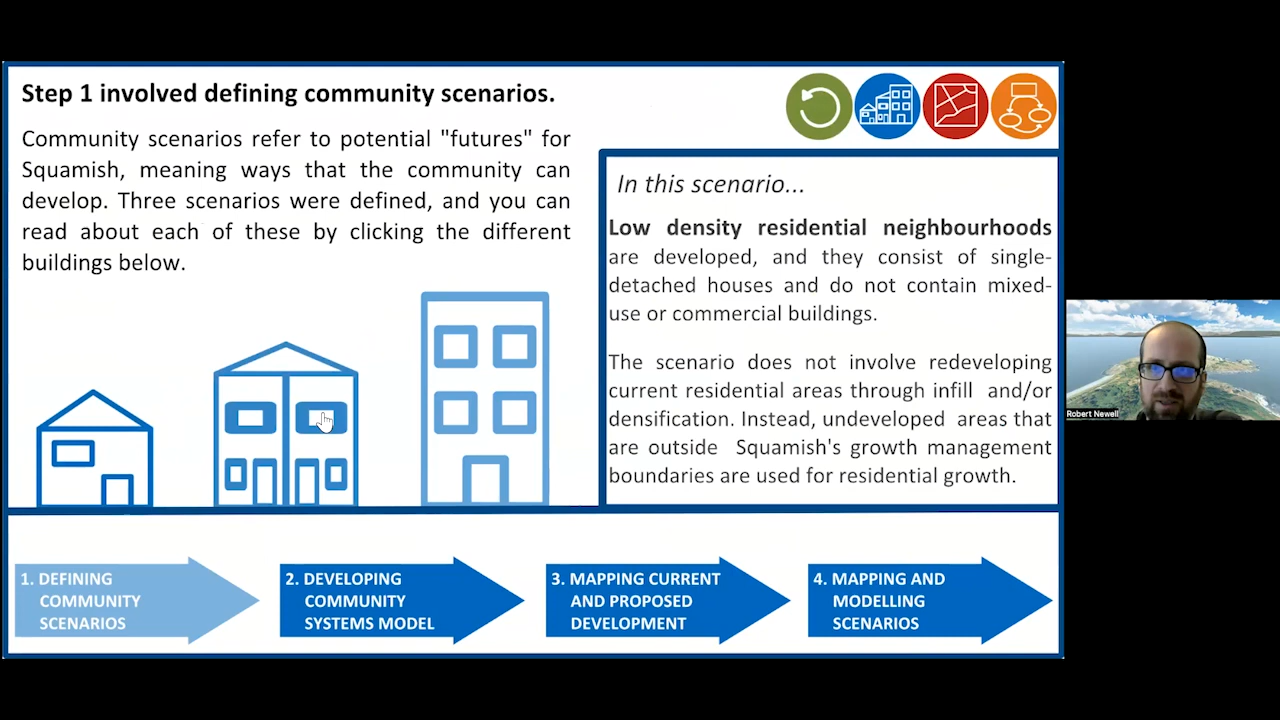 Step 1 involved defining community scenarios.
Community scenarios refer to potential "futures" for
Squamish, meaning ways that the community can
develop. Three scenarios were defined, and you can
read about each of these by clicking the different
buildings below.
In this scenario...
Low density residential neighbourhoods
are developed, and they consist of single-
detached houses and do not contain mixed-
use or commercial buildings.
The scenario does not involve redeveloping
current residential areas through infill and/or
densification. Instead, undeveloped areas that
are outside Squamish's growth management
boundaries are used for residential growth.
Robert Newell
1. DEFINING
COMMUNITY
SCENARIOS
2. DEVELOPING
COMMUNITY
SYSTEMS MODEL
3. MAPPING CURRENT
AND PROPOSED
DEVELOPMENT
4. MAPPING AND
MODELLING
SCENARIOS